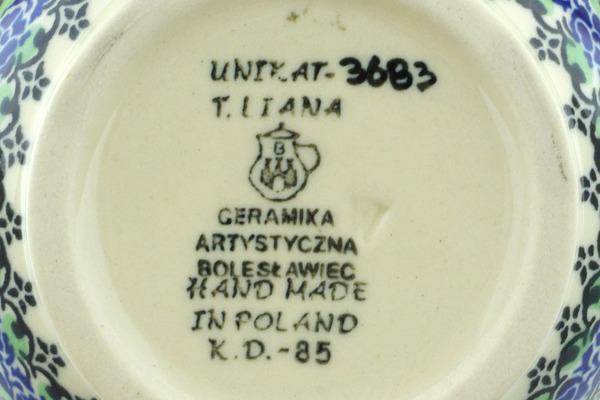 UNIKAT-3683
T. LIANA
B
CERAMIKA
ARTYSTYCZNA
BOLESŁAWIEC
HAND MADE
IN POLAND
K.D.-85